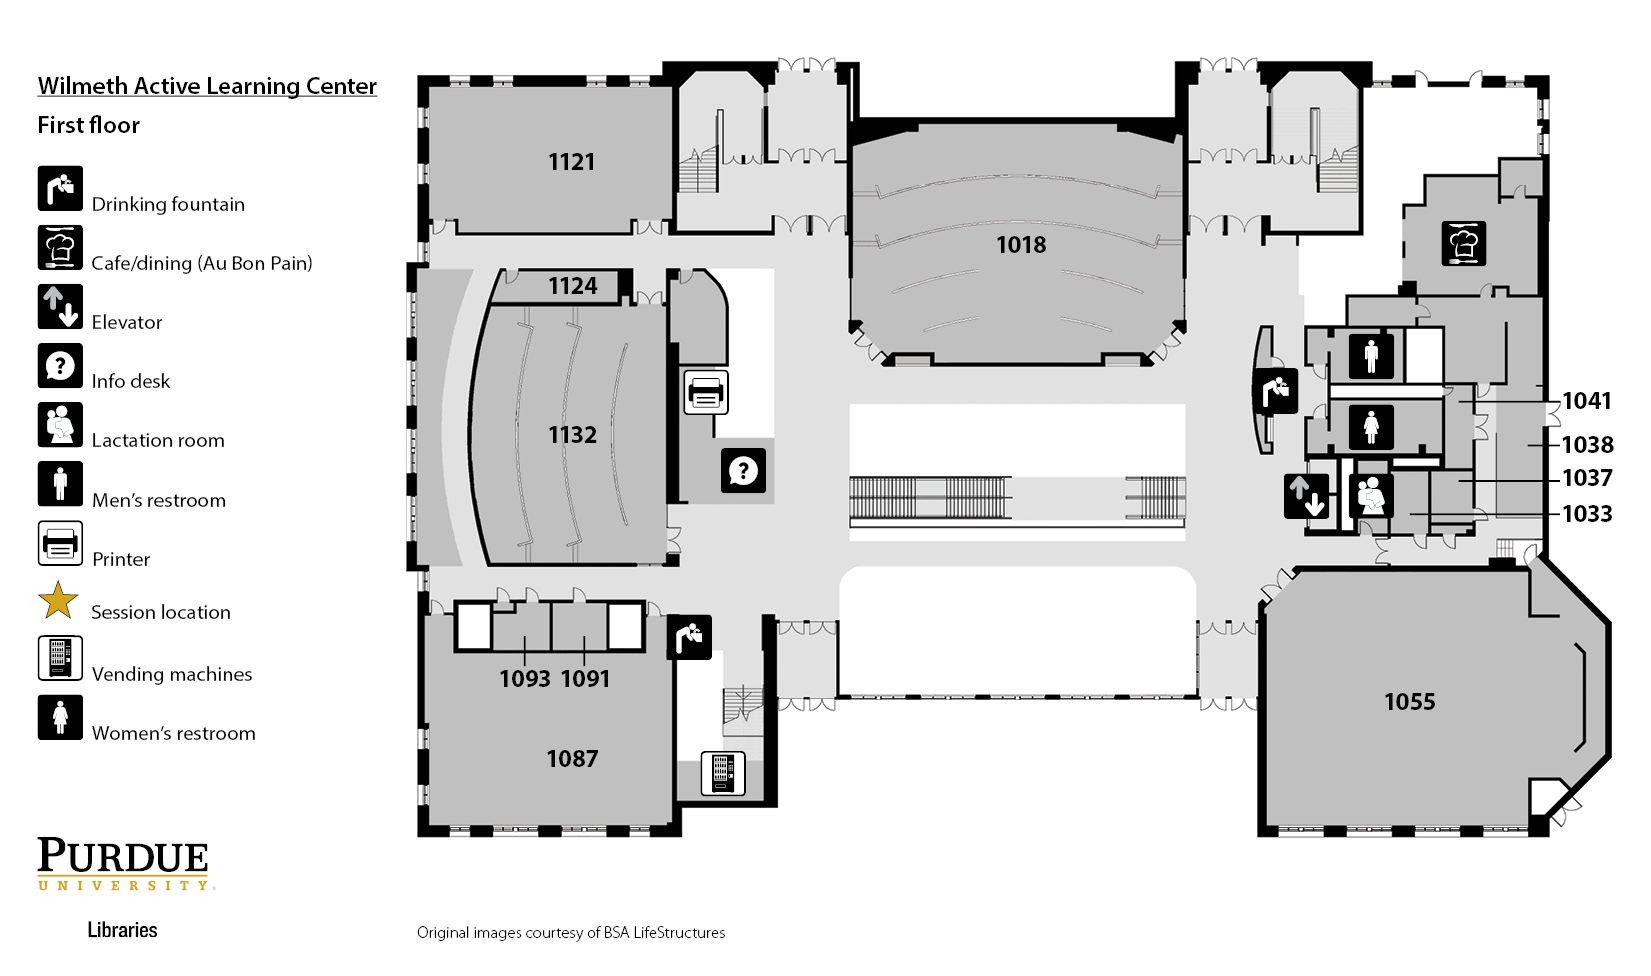 Wilmeth Active Learning Center
First floor
Drinking fountain
Cafe/dining (Au Bon Pain)
Elevator
Info desk
Lactation room
Men's restroom
Printer
Session location
Vending machines
Women's restroom
PURDUE
UNIVERSITY.
Libraries
1121
1018
1124
1132
?
?
1041
1038
1037
1033
1093 1091
1087
1055
Original images courtesy of BSA LifeStructures